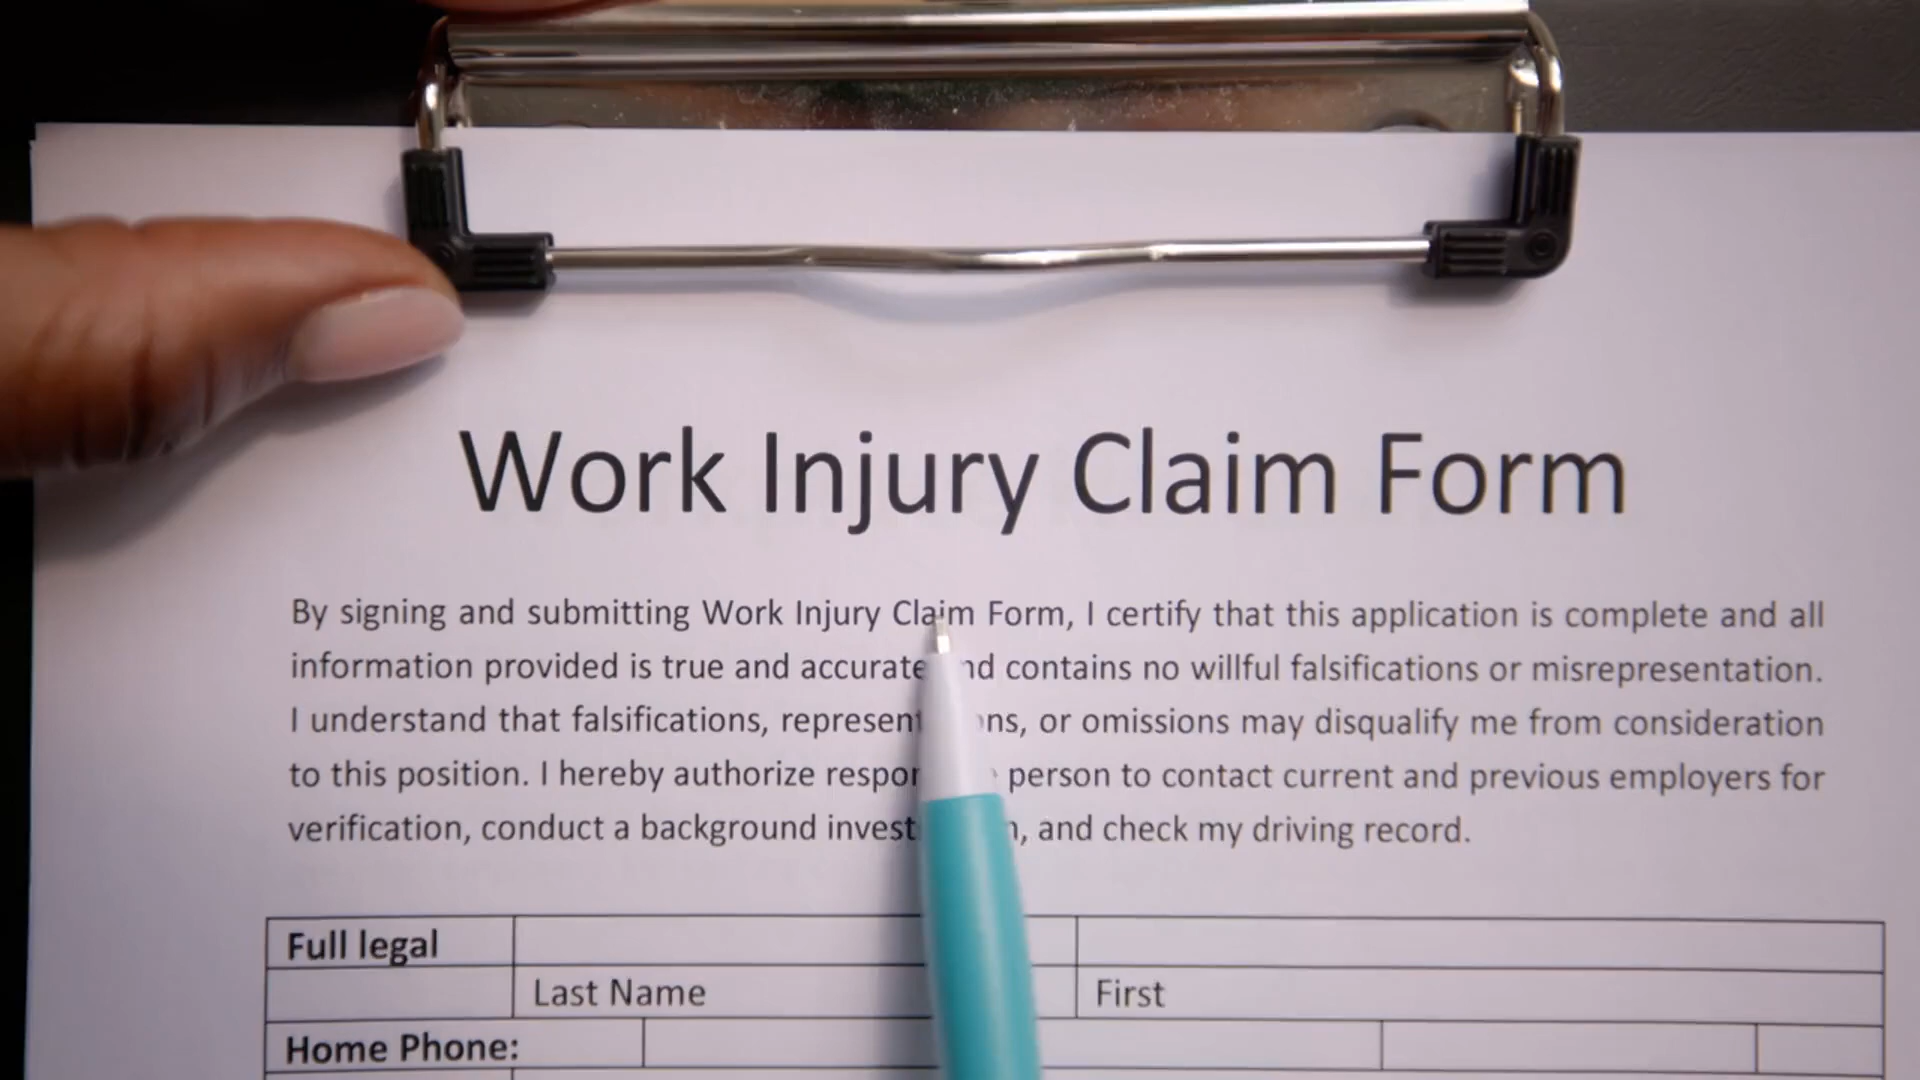 Work Injury Claim Form
By signing and submitting Work Injury Claim Form, I certify that this application is complete and all
information provided is true and accurate contains no willful falsifications or misrepresentation.
I understand that falsifications, or omissions may disqualify me from consideration
to this position. I hereby authorize person to contact current and previous employers for
verification, conduct a background and check my driving record.
Full legal
Last Name First
Home Phone: